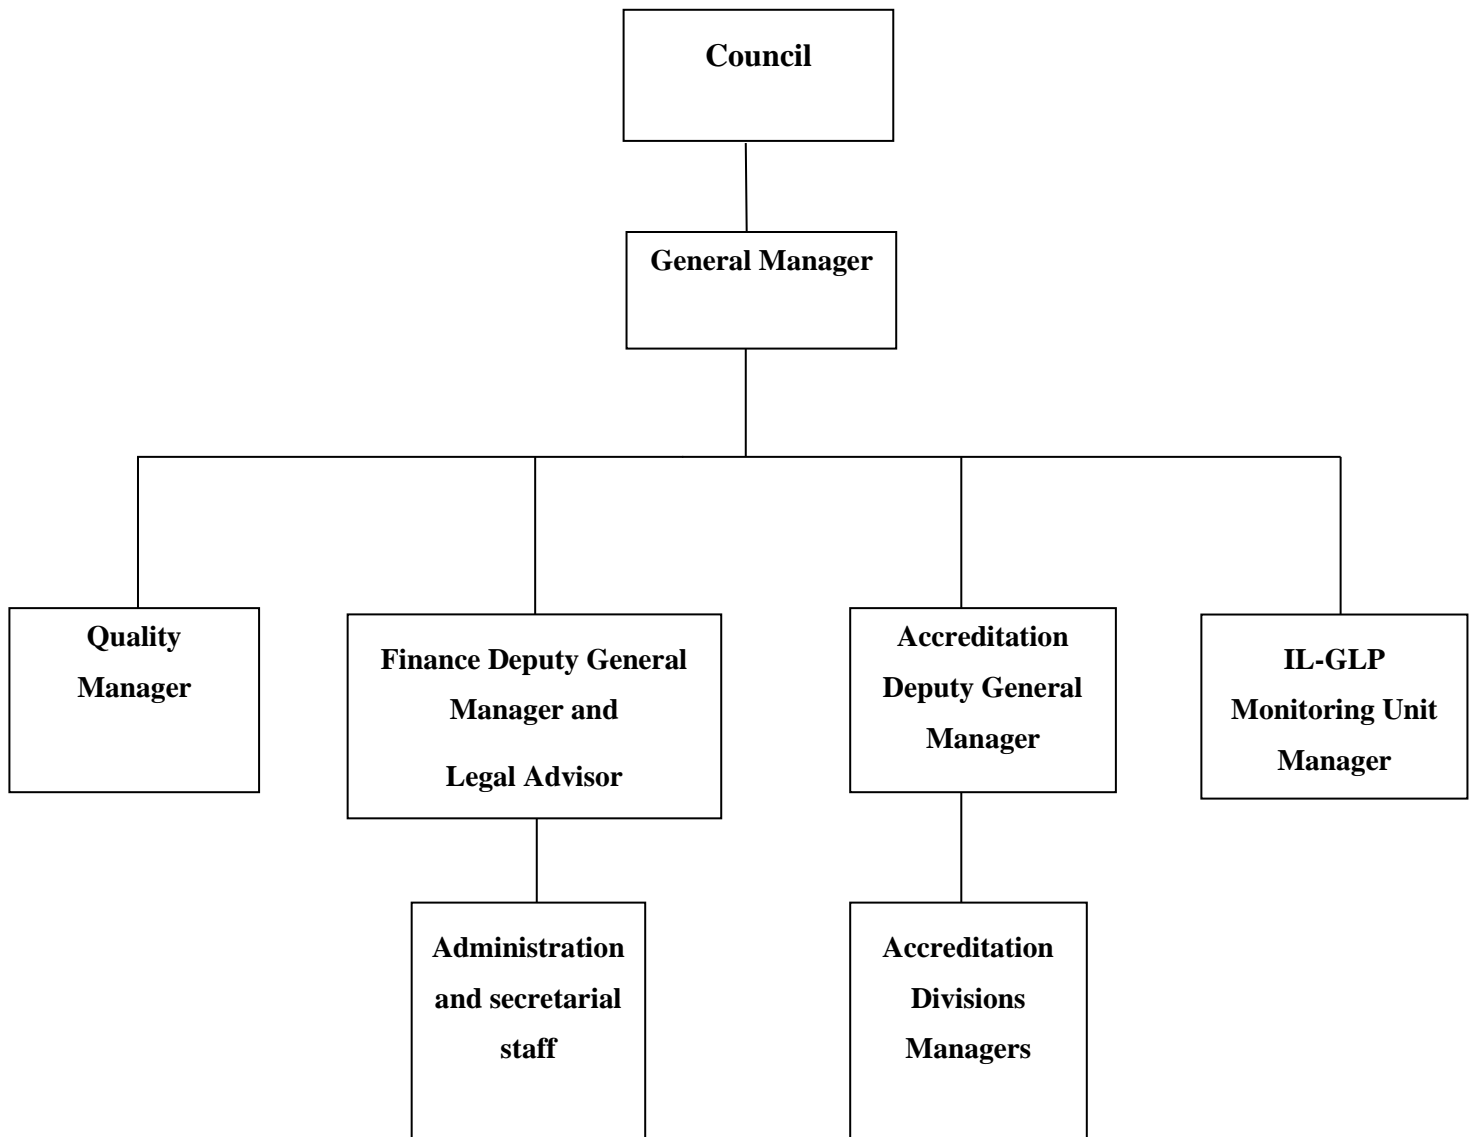 Council
General Manager
Quality
Manager
Finance Deputy General
Manager and
Legal Advisor
Accreditation
Deputy General
Manager
IL-GLP
Monitoring Unit
Manager
Administration
and secretarial
staff
Accreditation
Divisions
Managers